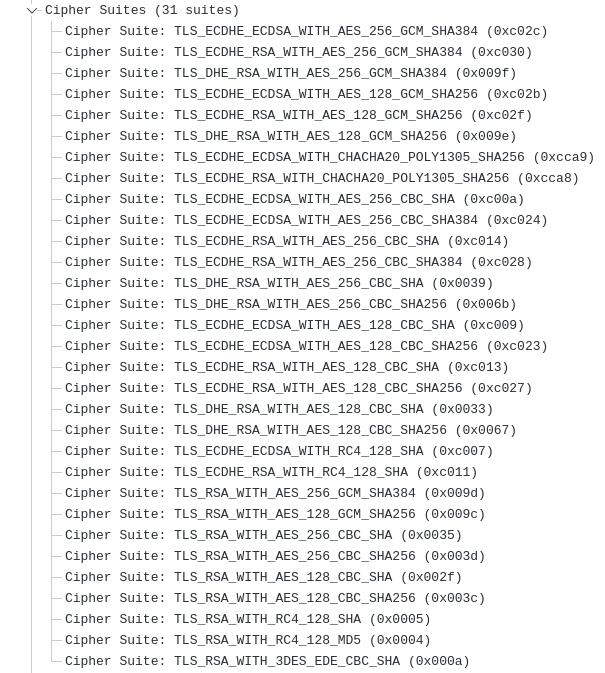 Cipher Suites (31 suites)
Cipher Suite: TLS_ECDHE_ECDSA_WITH_AES_256_GCM_SHA384 (0xc02c)
Cipher Suite: TLS_ECDHE_RSA_WITH_AES_256_GCM_SHA384 (0xc030)
Cipher Suite: TLS_DHE_RSA_WITH_AES_256_GCM_SHA384 (0x009f)
Cipher Suite: TLS_ECDHE_ECDSA_WITH_AES_128_GCM_SHA256 (0xc02b)
Cipher Suite: TLS_ECDHE_RSA_WITH_AES_128_GCM_SHA256 (0xc02f)
Cipher Suite: TLS_DHE_RSA_WITH_AES_128_GCM_SHA256 (0x009e)
Cipher Suite: TLS_ECDHE_ECDSA_WITH_CHACHA20_POLY1305_SHA256 (0xcca9)
Cipher Suite: TLS_ECDHE_RSA_WITH_CHACHA20_POLY1305_SHA256 (0xcca8)
Cipher Suite: TLS_ECDHE_ECDSA_WITH_AES_256_CBC_SHA (0xc00a)
Cipher Suite: TLS_ECDHE_ECDSA_WITH_AES_256_CBC_SHA384 (0xc024)
Cipher Suite: TLS_ECDHE_RSA_WITH_AES_256_CBC_SHA (0xc014)
Cipher Suite: TLS_ECDHE_RSA_WITH_AES_256_CBC_SHA384 (0xc028)
Cipher Suite: TLS_DHE_RSA_WITH_AES_256_CBC_SHA (0x0039)
Cipher Suite: TLS_DHE_RSA_WITH_AES_256_CBC_SHA256 (0x006b)
Cipher Suite: TLS_ECDHE_ECDSA_WITH_AES_128_CBC_SHA (0xc009)
Cipher Suite: TLS_ECDHE_ECDSA_WITH_AES_128_CBC_SHA256 (0xc023)
Cipher Suite: TLS_ECDHE_RSA_WITH_AES_128_CBC_SHA (0xc013)
Cipher Suite: TLS_ECDHE_RSA_WITH_AES_128_CBC_SHA256 (0xc027)
Cipher Suite: TLS_DHE_RSA_WITH_AES_128_CBC_SHA (0x0033)
Cipher Suite: TLS_DHE_RSA_WITH_AES_128_CBC_SHA256 (0x0067)
Cipher Suite: TLS_ECDHE_ECDSA_WITH_RC4_128_SHA (0xc007)
Cipher Suite: TLS_ECDHE_RSA_WITH_RC4_128_SHA (0xc011)
Cipher Suite: TLS_RSA_WITH_AES_256_GCM_SHA384 (0x009d)
Cipher Suite: TLS_RSA_WITH_AES_128_GCM_SHA256 (0x009c)
Cipher Suite: TLS_RSA_WITH_AES_256_CBC_SHA (0x0035)
Cipher Suite: TLS_RSA_WITH_AES_256_CBC_SHA256 (0x003d)
Cipher Suite: TLS_RSA_WITH_AES_128_CBC_SHA (0x002f)
Cipher Suite: TLS_RSA_WITH_AES_128_CBC_SHA256 (0x003c)
Cipher Suite: TLS_RSA_WITH_RC4_128_SHA (0x0005)
Cipher Suite: TLS_RSA_WITH_RC4_128_MD5 (0x0004)
Cipher Suite: TLS_RSA_WITH_3DES_EDE_CBC_SHA (0x000a)